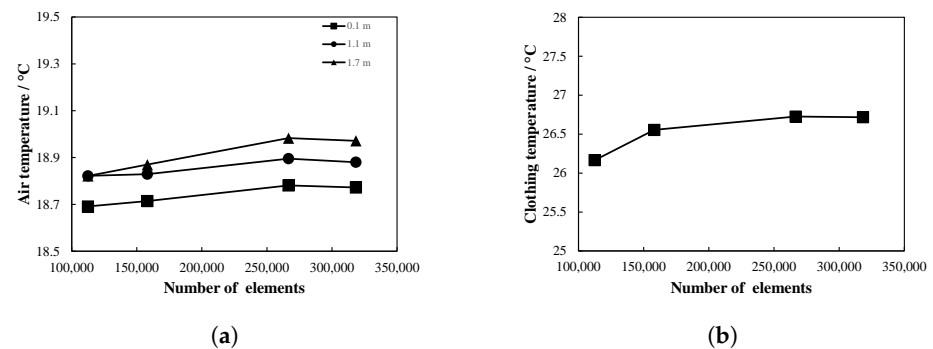 19.5
19.3
19.1
18.9
18.7
18.5
Air temperature / °C
0.1 m
1.1 m
1.7 m
100,000 150,000 200,000 250,000 300,000 350,000
Number of elements
(a)
28
27.5
27
26.5
26
25.5
25
Clothing temperature / °C
100,000 150,000 200,000 250,000 300,000 350,000
Number of elements
(b)